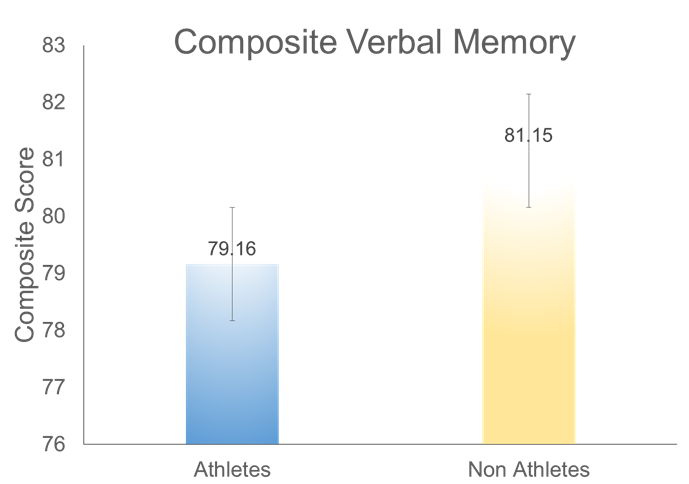 Composite Verbal Memory
Composite Score
83
82
81
80
79
78
77
76
79.16
81.15
Athletes
Non Athletes